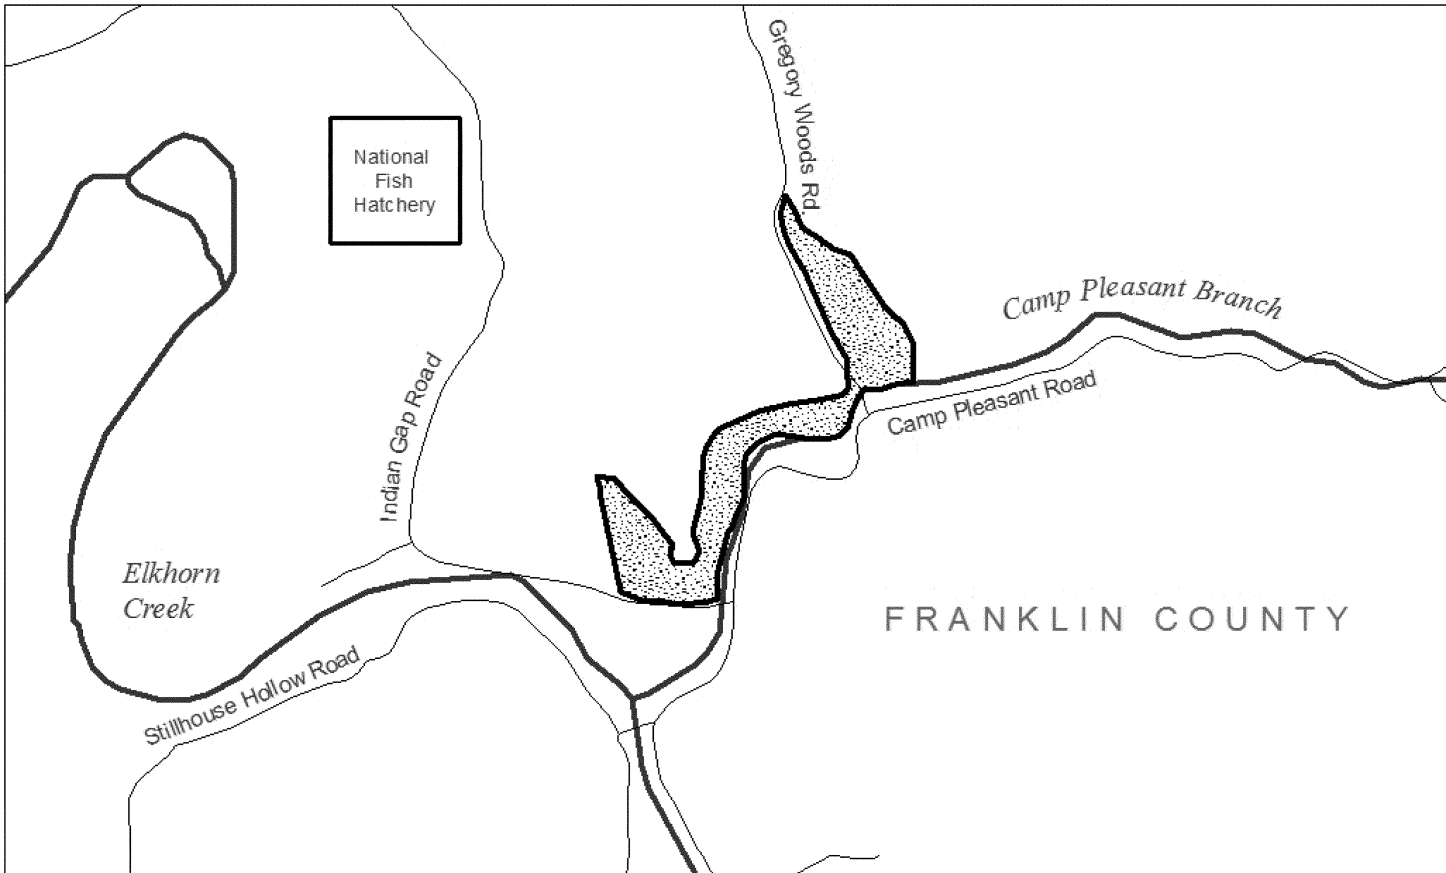 Gregory Woods Rd
National
Fish
Hatchery
Camp Pleasant Branch
Indian Gap Road
Camp Pleasant Road
Elkhorn
Creek
FRANKLIN COUNTY
Stillhouse Hollow Road